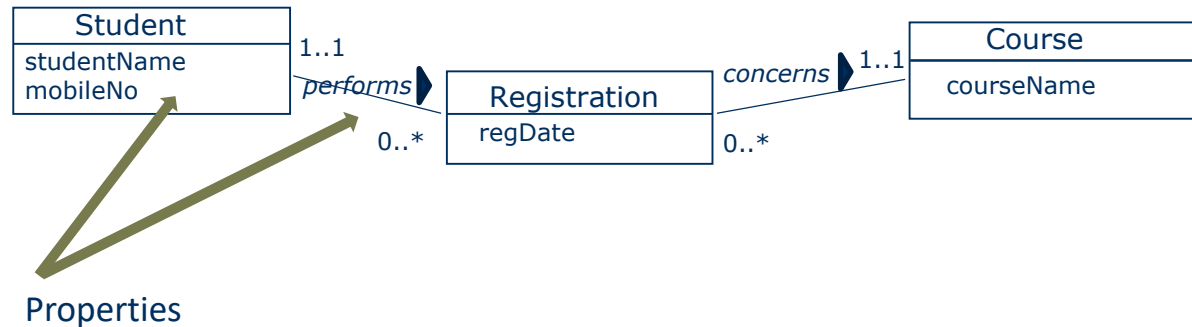 Student
studentName
mobileNo
1..1
performs
0..*
Registration
regDate
concerns
1..1
0..*
Course
courseName
Properties